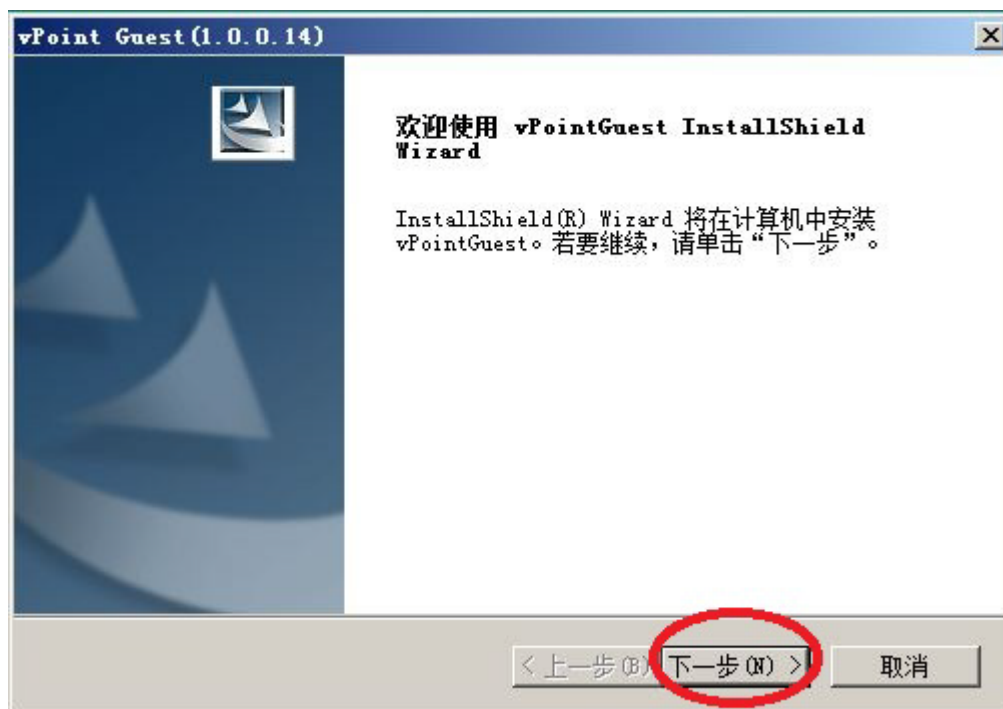 vPoint Guest(1.0.0.14)
欢迎使用 vPointGuest InstallShield
Wizard
InstallShield(R) Wizard 将在计算机中安装
vPointGuest。若要继续，请单击“下一步”。
< 上一步(B) 下一步(N) > 取消